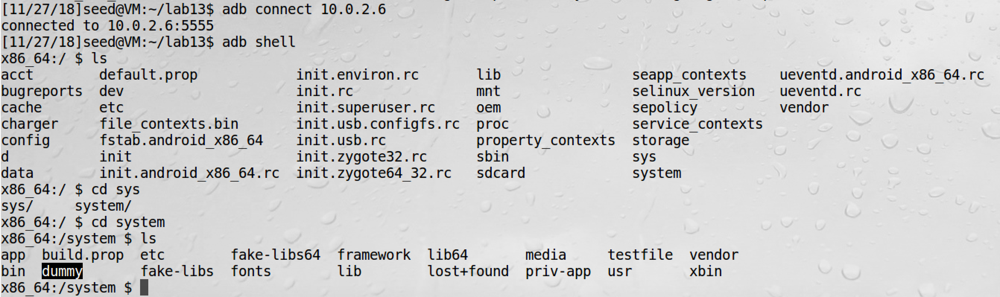 [11/27/18]seed@VM:~/lab13$ adb connect 10.0.2.6
connected to 10.0.2.6:5555
[11/27/18]seed@VM:~/lab13$ adb shell
x86_64:/ $ ls
acct        default.prop            init.environ.rc       lib                seapp_contexts    ueventd.android_x86_64.rc
bugreports  dev                     init.rc               mnt                selinux_version   ueventd.rc
cache       etc                     init.superuser.rc     oem                sepolicy          vendor
charger     file_contexts.bin       init.usb.configfs.rc  proc               service_contexts
config      fstab.android_x86_64    init.usb.rc           property_contexts  storage
d           init                    init.zygote32.rc      sbin               sys
data        init.android_x86_64.rc  init.zygote64_32.rc   sdcard             system
x86_64:/ $ cd sys
sys/     system/
x86_64:/ $ cd system
x86_64:/system $ ls
app  build.prop  etc        fake-libs64  framework  lib64       media     testfile  vendor
bin  dummy       fake-libs  fonts        lib        lost+found  priv-app  usr       xbin
x86_64:/system $